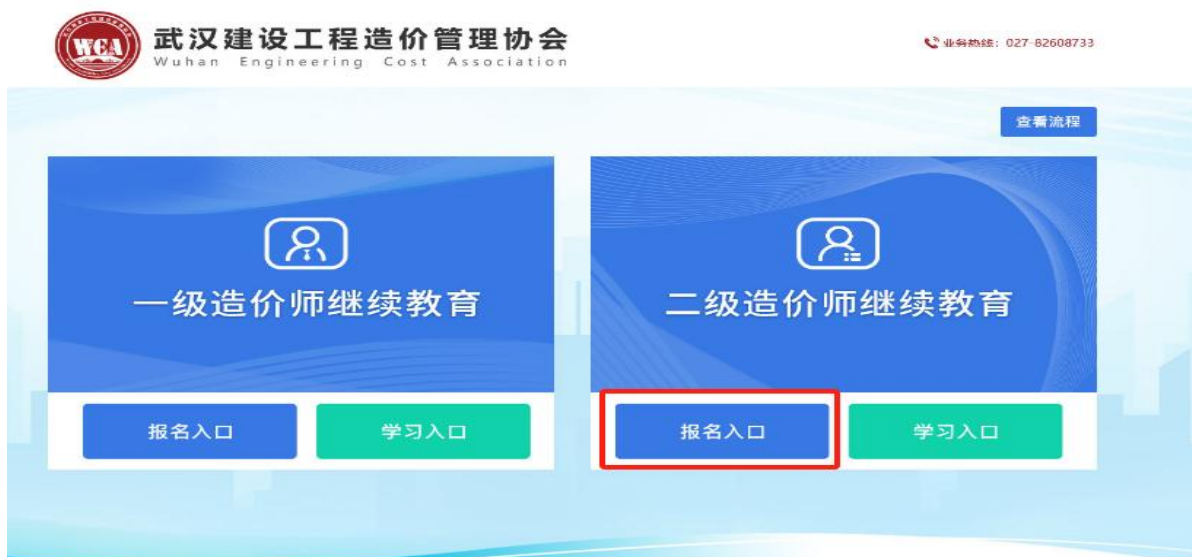 WCA
武汉建设工程造价管理协会
Wuhan Engineering Cost Association
业务热线：027-82608733
查看流程
一级造价师继续教育
二级造价师继续教育
报名入口
学习入口
报名入口
学习入口